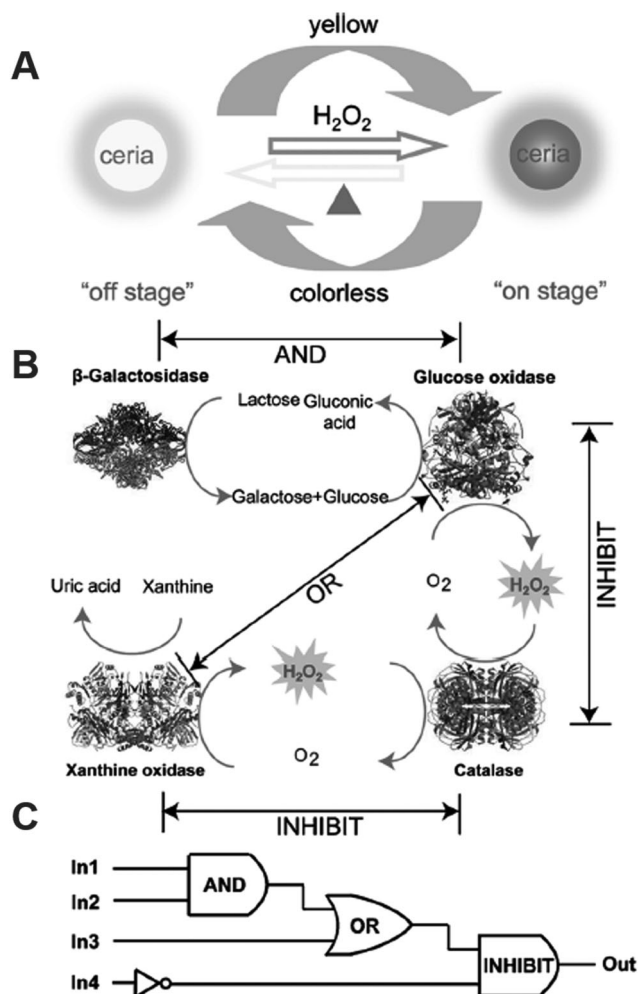 A
yellow
H₂O₂
ceria
ceria
"off stage"
colorless
"on stage"
AND
B
β-Galactosidase
Glucose oxidase
Lactose Gluconic
acid
Galactose+Glucose
INHIBIT
OR
O₂
H₂O₂
Uric acid
Xanthine
H₂O₂
O₂
Xanthine oxidase
Catalase
INHIBIT
C
In1
AND
In2
In3
OR
In4
INHIBIT
Out